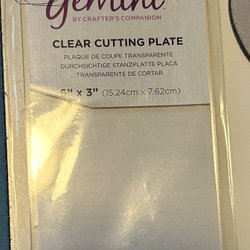 Gemini
BY CRAFTER'S COMPANION
CLEAR CUTTING PLATE
PLAQUE DE COUPE TRANSPARENTE
DURCHSICHTIGE STANZPLATTE PLACA
TRANSPARENTE DE CORTAR
6" x 3" (15.24cm x 7.62cm)